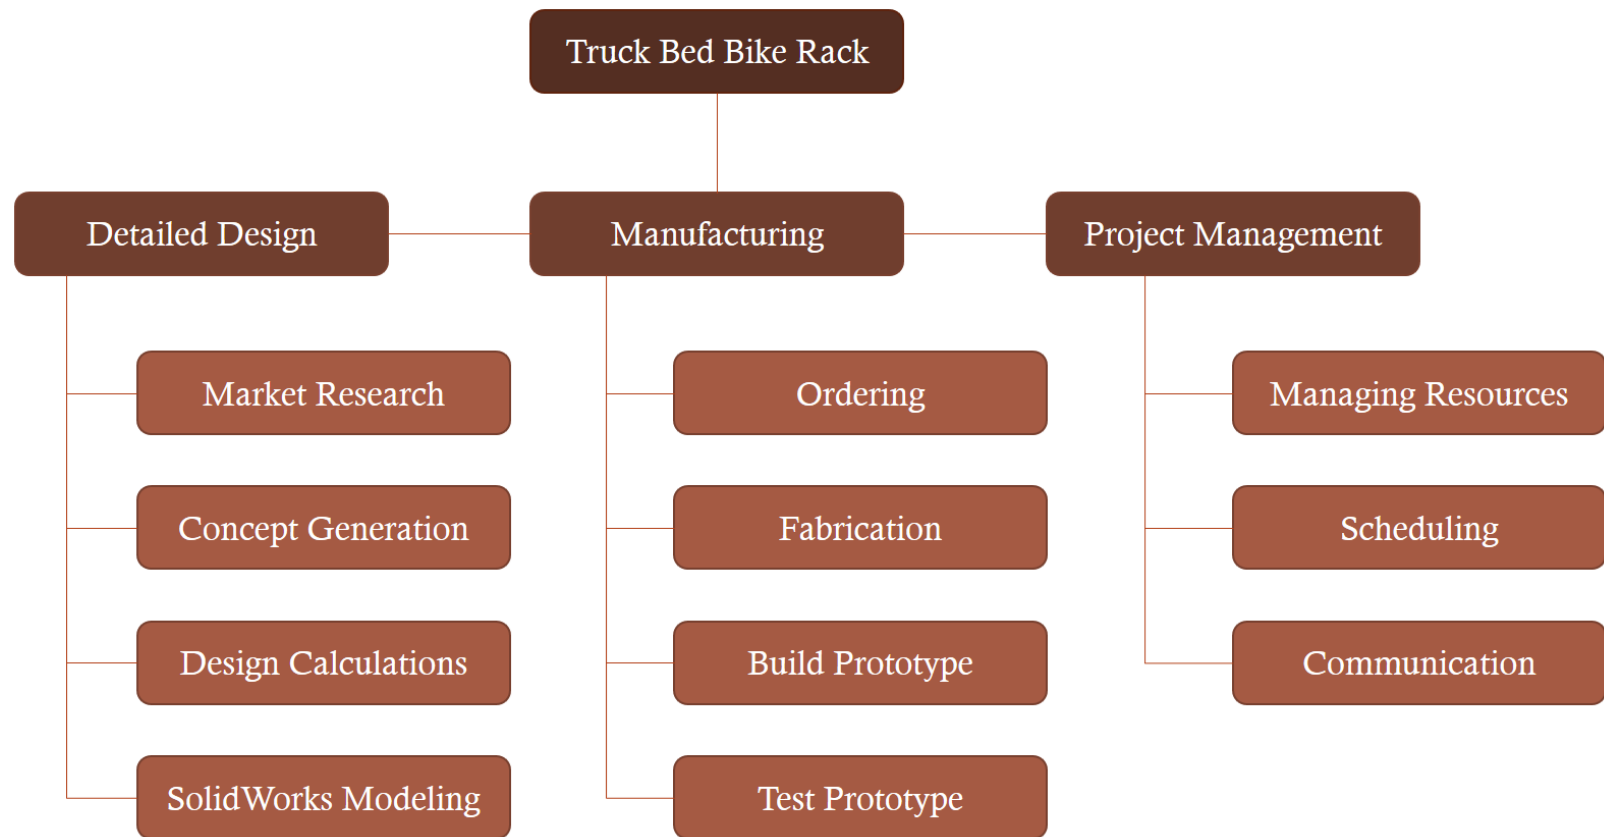 Truck Bed Bike Rack
Detailed Design
Manufacturing
Project Management
Market Research
Concept Generation
Design Calculations
SolidWorks Modeling
Ordering
Fabrication
Build Prototype
Test Prototype
Managing Resources
Scheduling
Communication